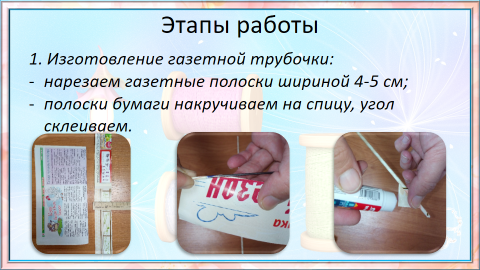 Этапы работы
1. Изготовление газетной трубочки:
- нарезаем газетные полоски шириной 4-5 см;
- полоски бумаги накручиваем на спицу, угол
склеиваем.